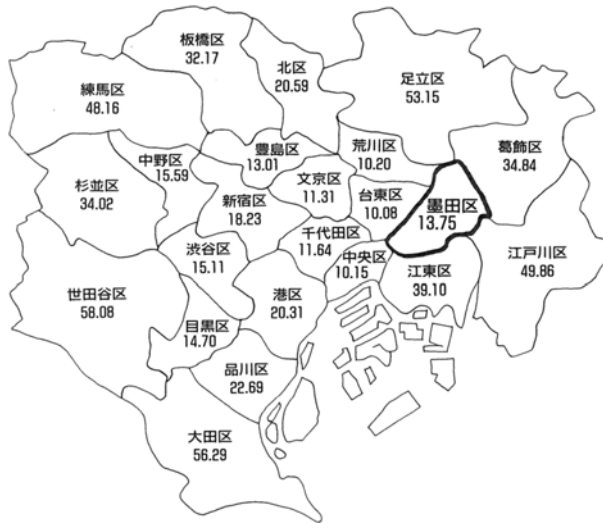 板橋区
32.17
北区
20.59
足立区
53.15
練馬区
48.16
豊島区
13.01
荒川区
10.20
葛飾区
34.84
中野区
15.59
文京区
11.31
杉並区
34.02
新宿区
18.23
台東区
10.08
墨田区
13.75
千代田区
11.64
渋谷区
15.11
中央区
10.15
江東区
39.10
江戸川区
49.86
世田谷区
58.08
港区
20.31
目黒区
14.70
品川区
22.69
大田区
56.29